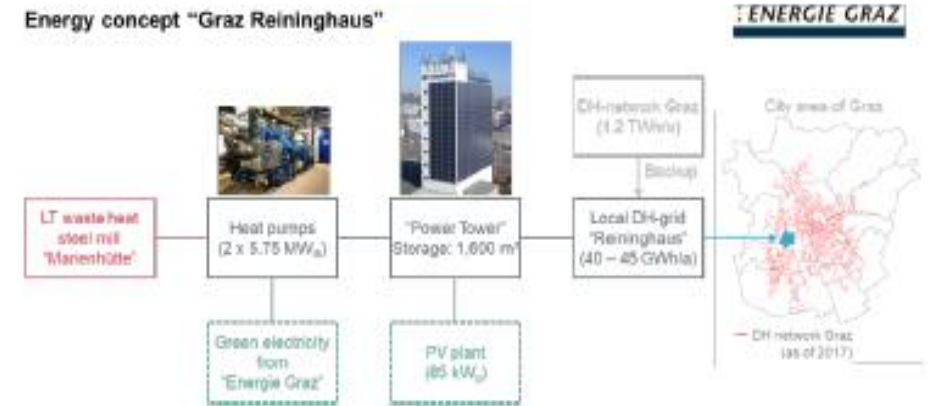 Energy concept "Graz Reininghaus"
ENERGIE GRAZ
DH-network Graz
(1.2 TWh/a)
City area of Graz
Backup
LT waste heat
steel mill
"Marienhütte"
Heat pumps
(2 x 5.75 MWth)
"Power Tower"
Storage: 1,600 m³
Local DH-grid
"Reininghaus"
(40 – 45 GWh/a)
Green electricity
from
"Energie Graz"
PV plant
(85 kWp)
DH network Graz
(as of 2017)